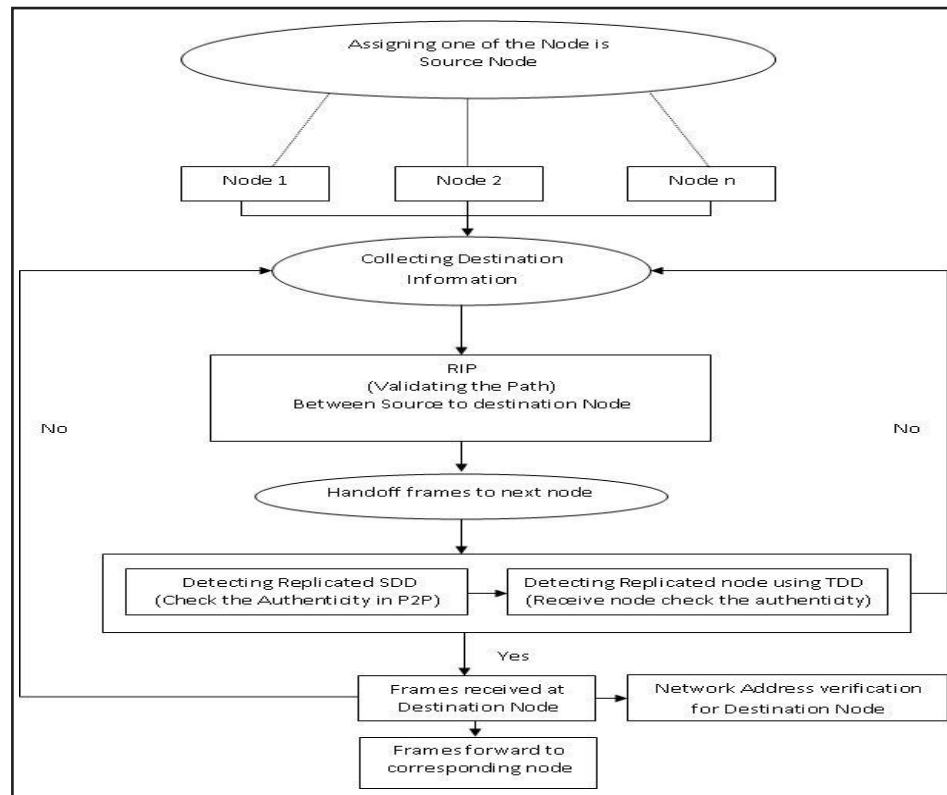 Assigning one of the Node is
Source Node
Node 1
Node 2
Node n
Collecting Destination
Information
RIP
(Validating the Path)
Between Source to destination Node
No
No
Handoff frames to next node
Detecting Replicated SDD
(Check the Authenticity in P2P)
Detecting Replicated node using TDD
(Receive node check the authenticity)
Yes
Frames received at
Destination Node
Network Address verification
for Destination Node
Frames forward to
corresponding node